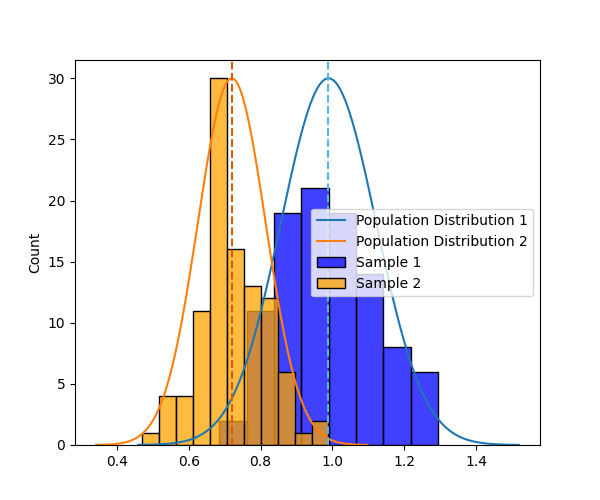 30
25
20
15
10
5
0
Count
Population Distribution 1
Population Distribution 2
Sample 1
Sample 2
0.4 0.6 0.8 1.0 1.2 1.4